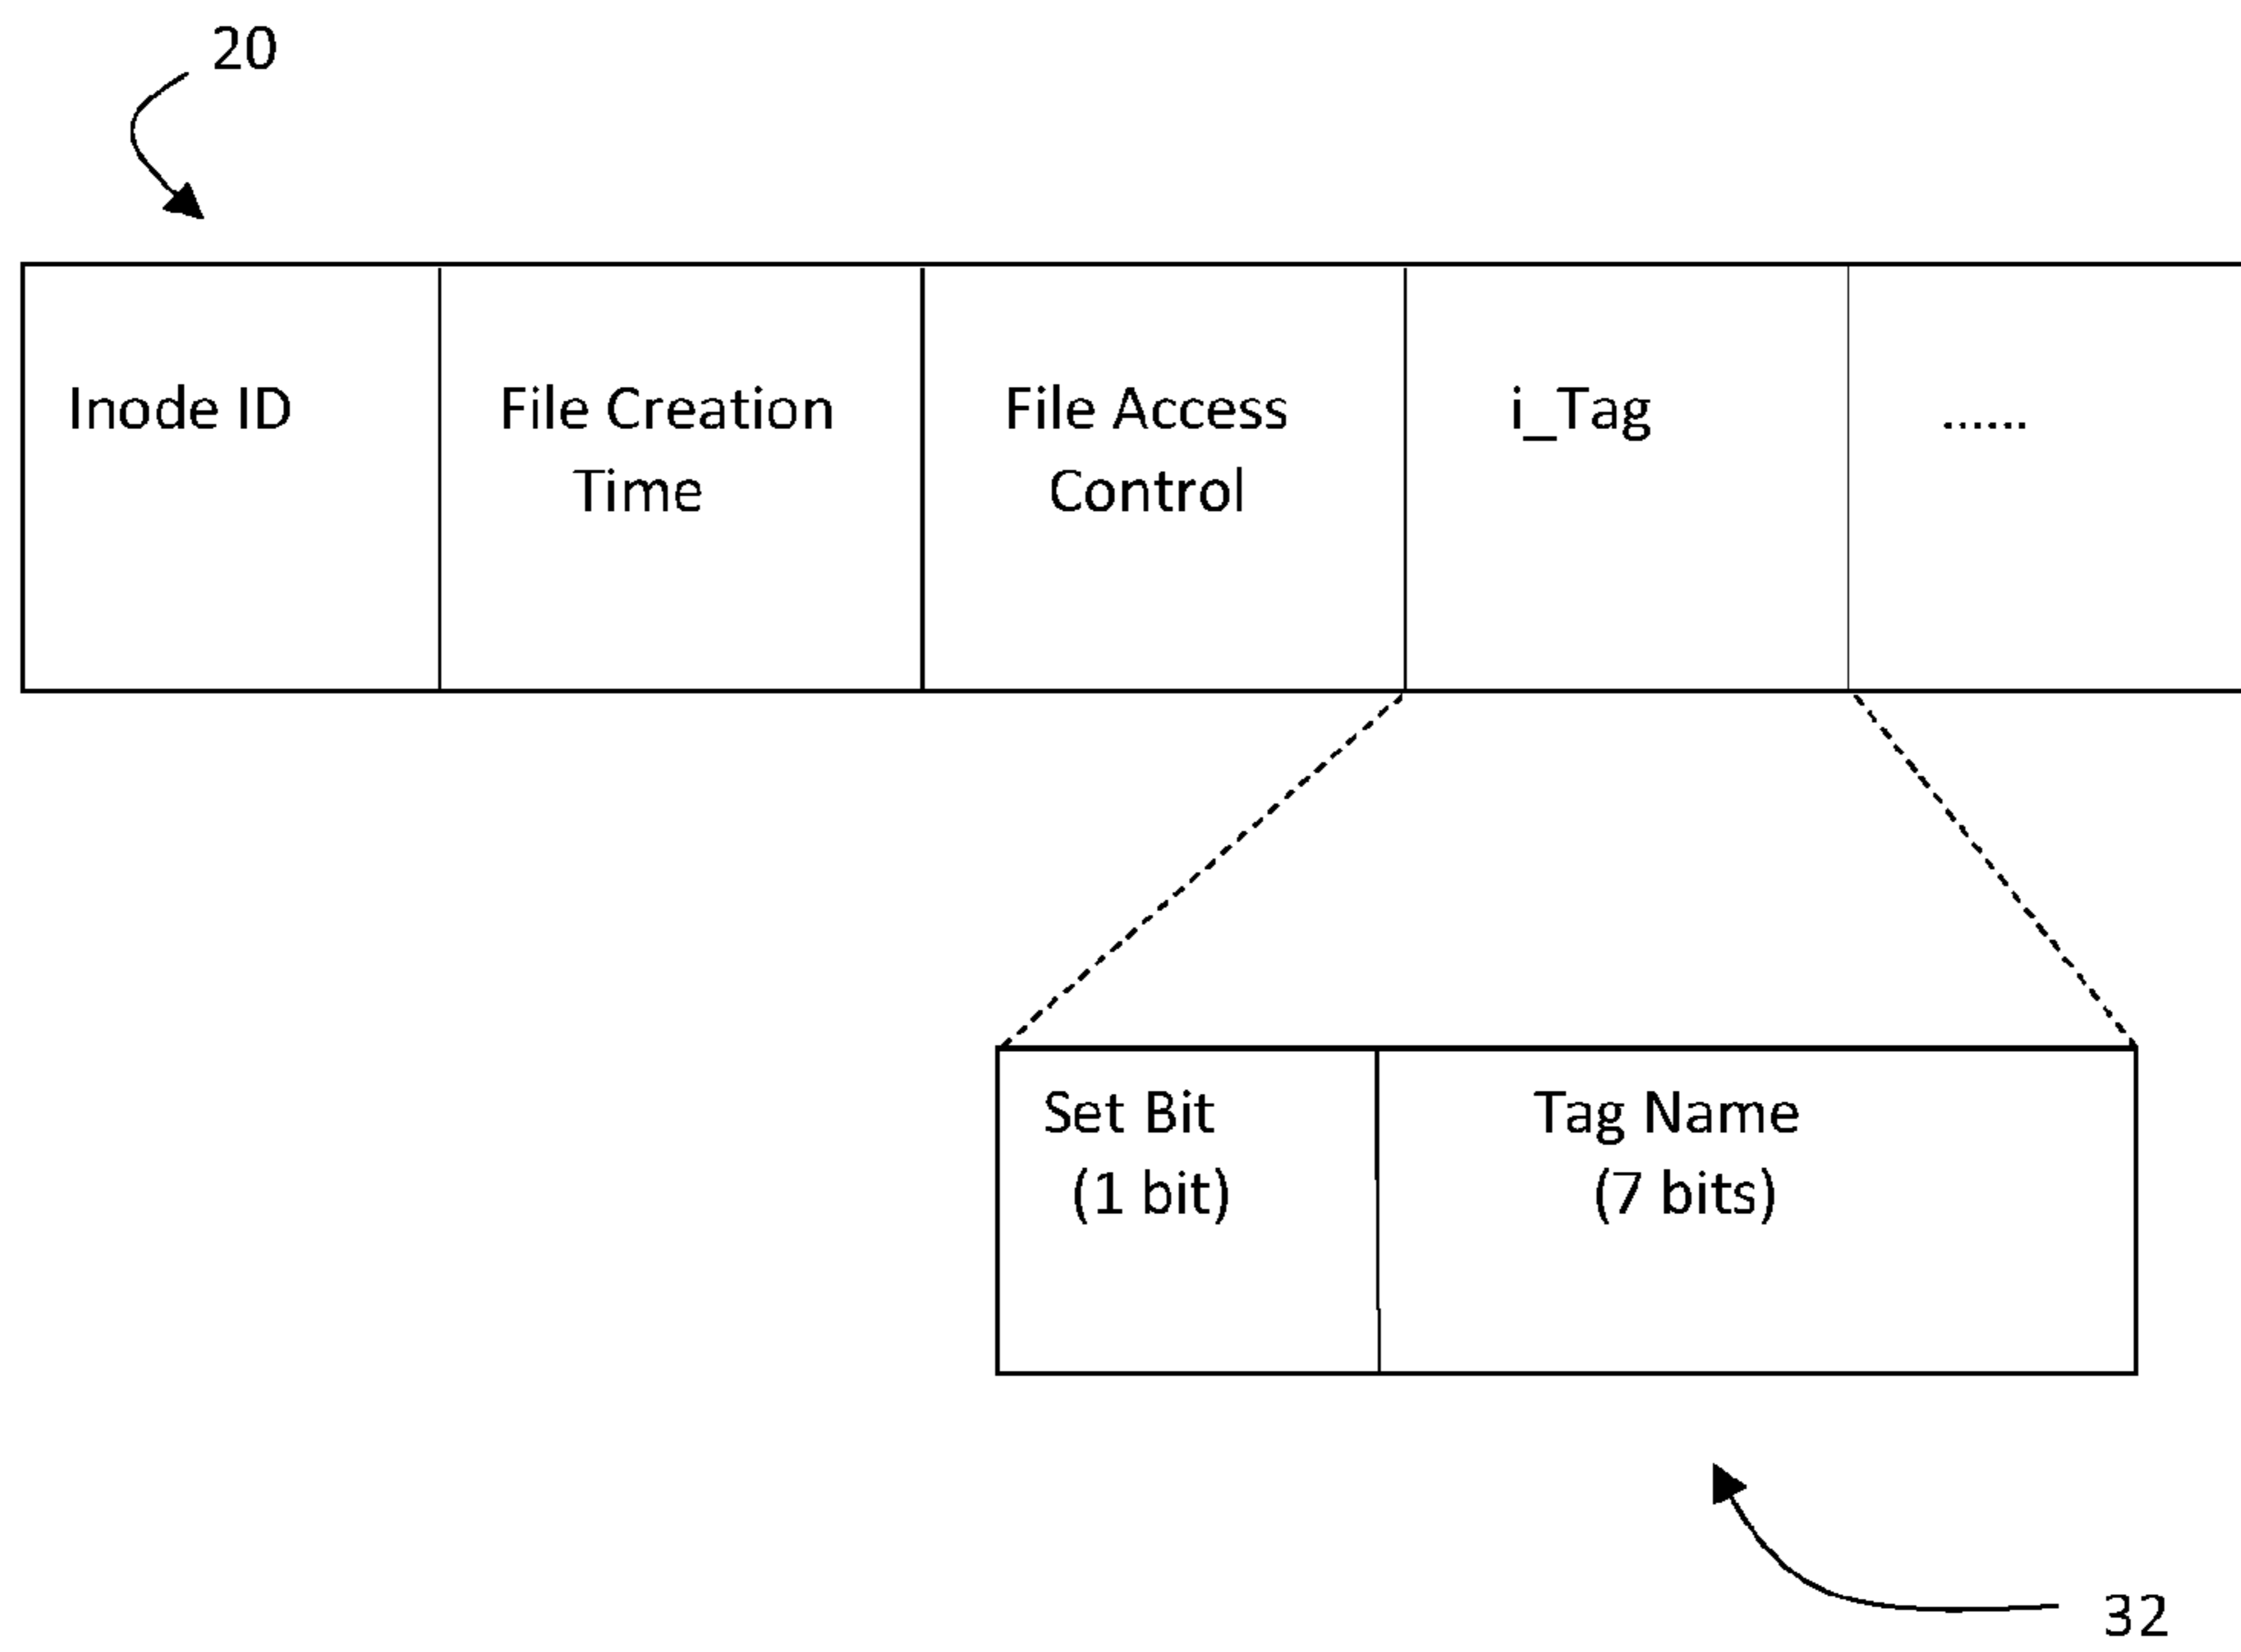 20
Inode ID
File Creation
Time
File Access
Control
i_Tag
......
Set Bit
(1 bit)
Tag Name
(7 bits)
32